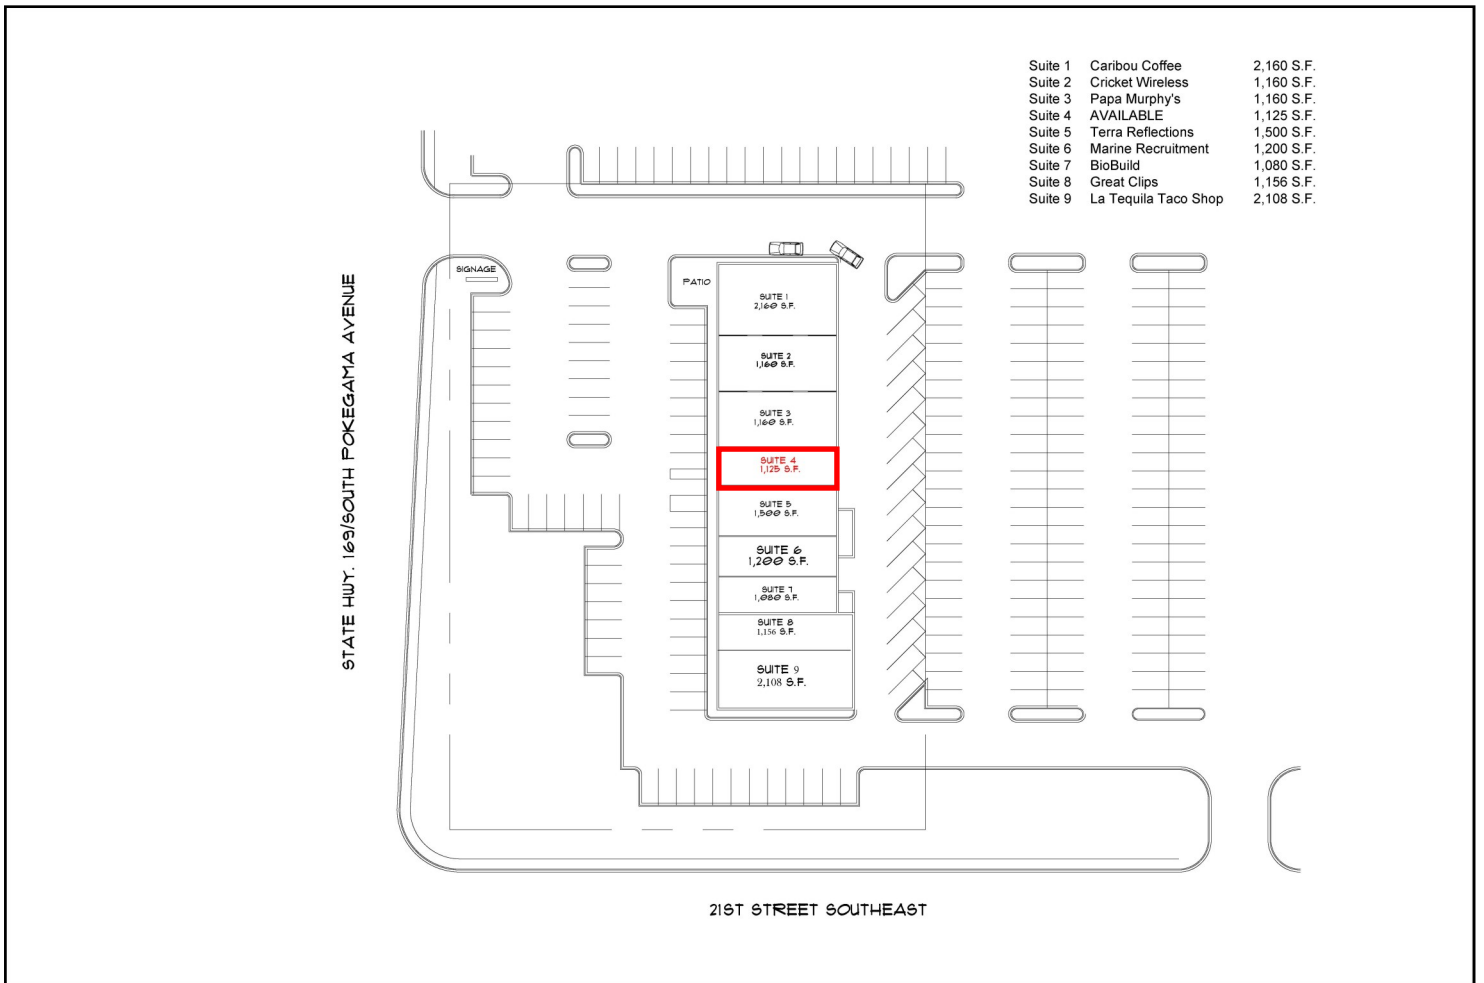 Suite 1 Caribou Coffee 2,160 S.F.
Suite 2 Cricket Wireless 1,160 S.F.
Suite 3 Papa Murphy's 1,160 S.F.
Suite 4 AVAILABLE 1,125 S.F.
Suite 5 Terra Reflections 1,500 S.F.
Suite 6 Marine Recruitment 1,200 S.F.
Suite 7 BioBuild 1,080 S.F.
Suite 8 Great Clips 1,156 S.F.
Suite 9 La Tequila Taco Shop 2,108 S.F.
SIGNAGE
PATIO
SUITE 1
2,160 S.F.
SUITE 2
1,160 S.F.
SUITE 3
1,160 S.F.
SUITE 4
1,125 S.F.
SUITE 5
1,500 S.F.
SUITE 6
1,200 S.F.
SUITE 7
1,080 S.F.
SUITE 8
1,156 S.F.
SUITE 9
2,108 S.F.
STATE HWY. 169/SOUTH POKEGAMA AVENUE
21ST STREET SOUTHEAST